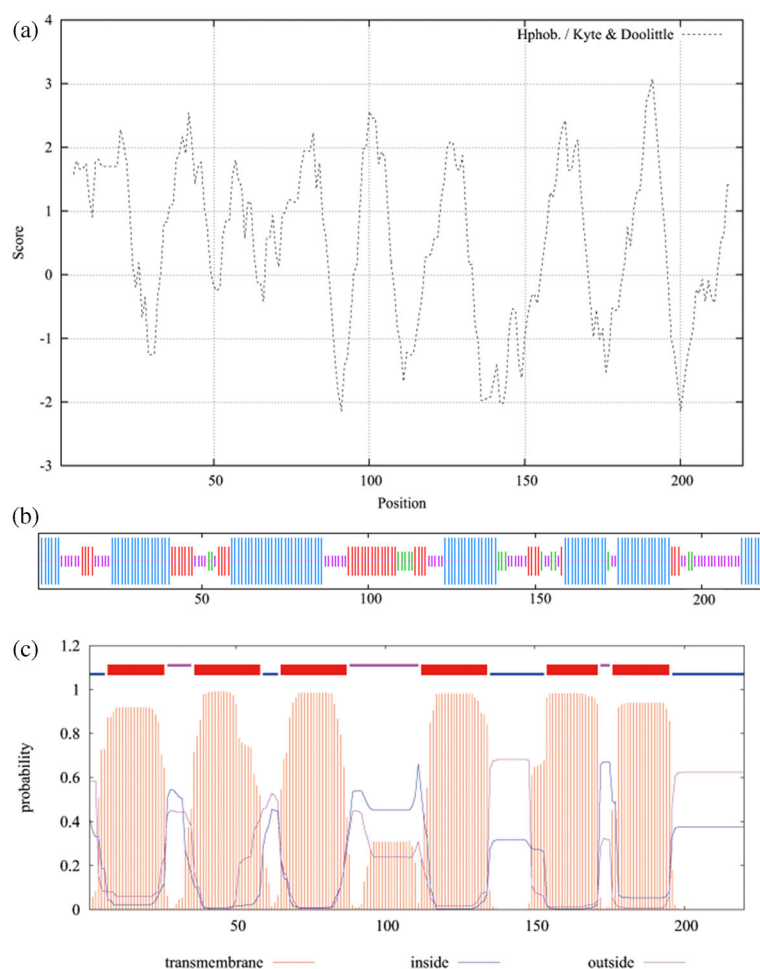 (a)
4
3
2
1
0
-1
-2
-3
Score
Hphob. / Kyte & Doolittle
50 100 150 200
Position
(b)
50 100 150 200
(c)
1.2
1
0.8
0.6
0.4
0.2
0
probability
50 100 150 200
transmembrane inside outside